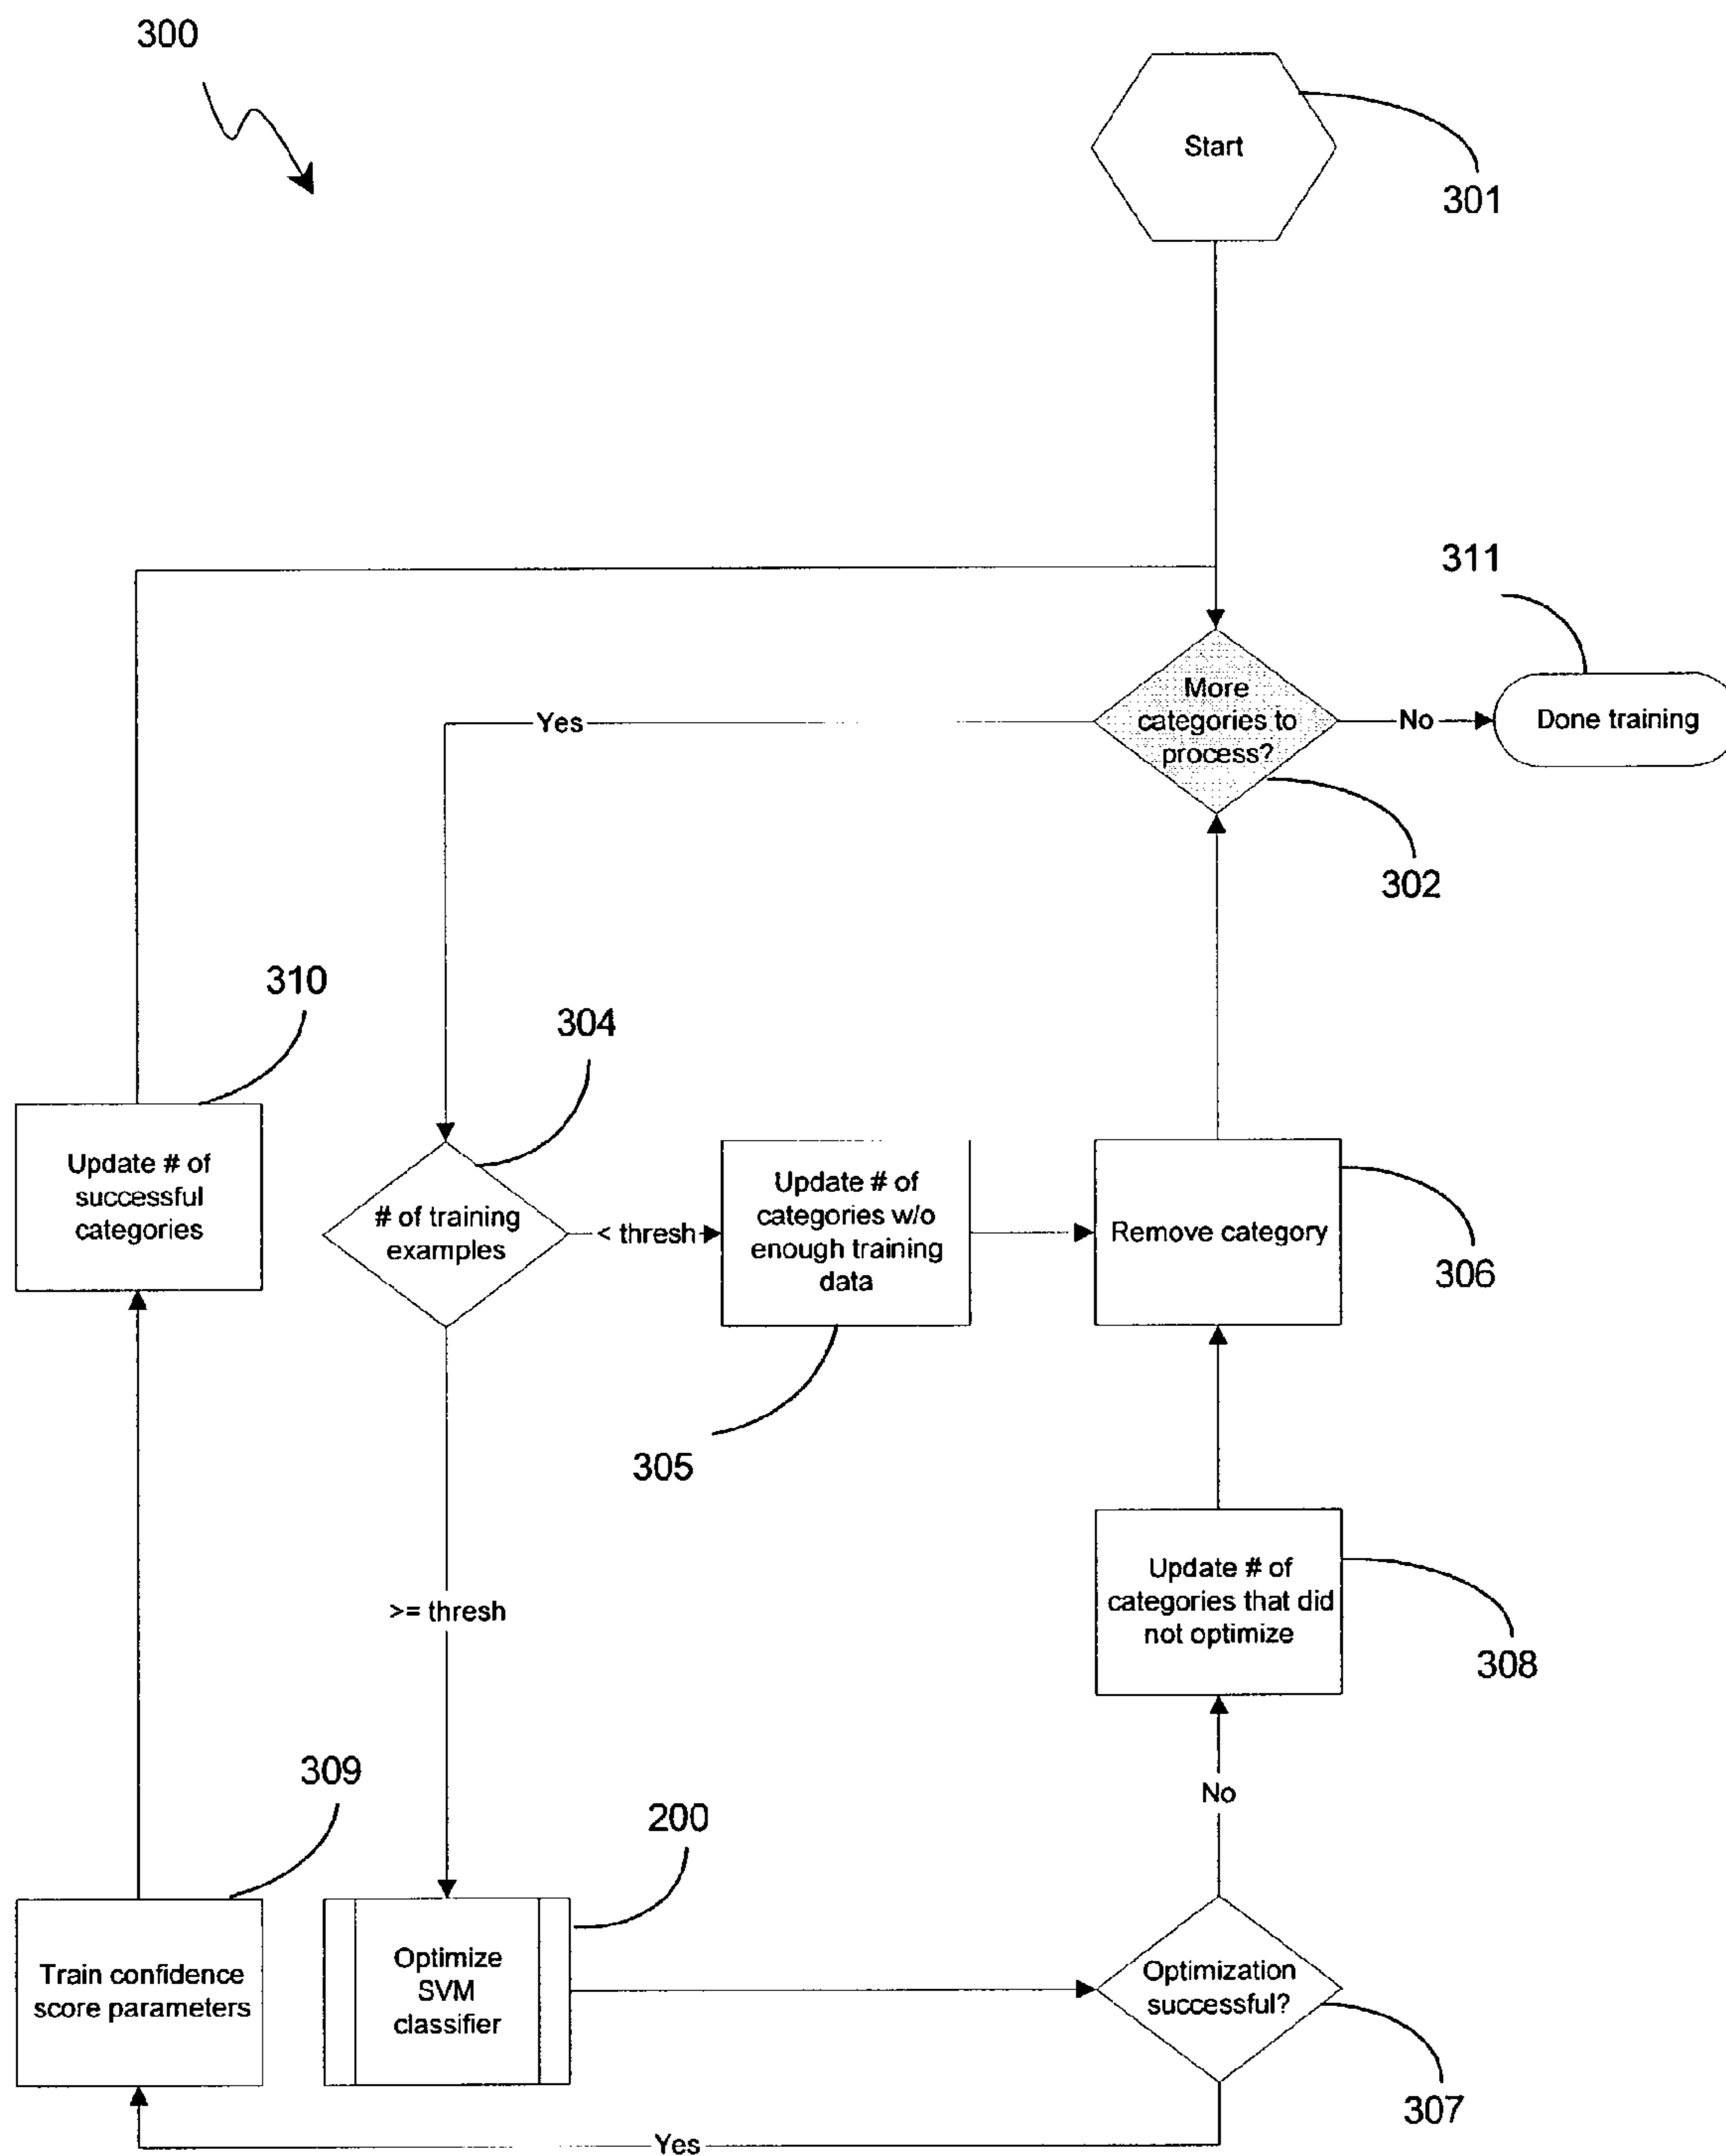 300
Start
301
311
More
categories to
process?
Yes
No
Done training
302
310
304
Update # of
successful
categories
# of training
examples
< thresh
Update # of
categories w/o
enough training
data
Remove category
306
305
>= thresh
Update # of
categories that did
not optimize
308
309
200
No
Train confidence
score parameters
Optimize
SVM
classifier
Optimization
successful?
307
Yes